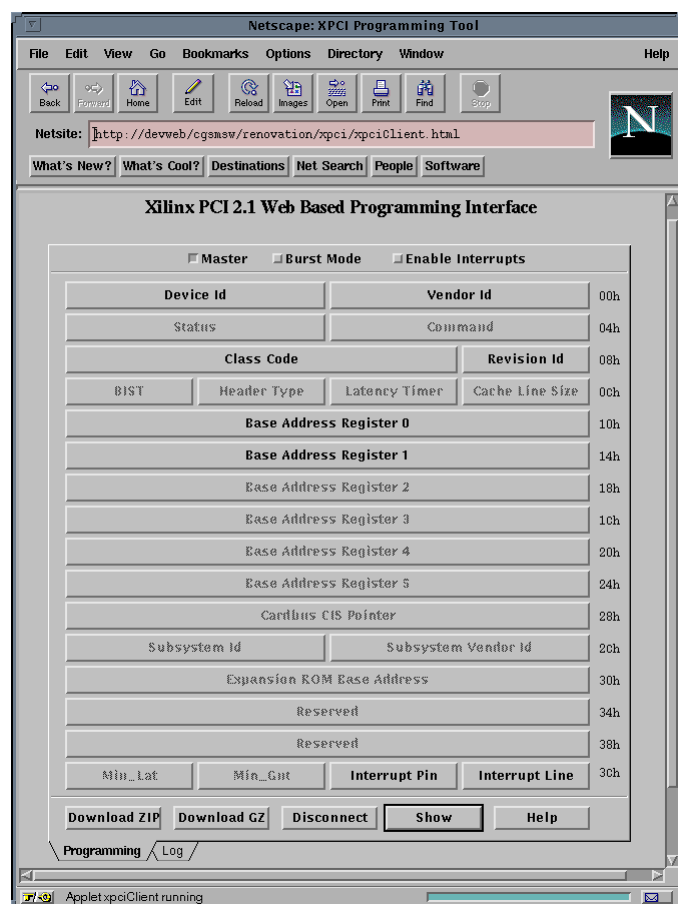 Netscape: XPCI Programming Tool
File Edit View Go Bookmarks Options Directory Window Help
Back Forward Home Edit Reload Images Open Print Find Stop
N
Netsite: http://devweb/cgsmsw/renovation/xpci/xpciClient.html
What's New? What's Cool? Destinations Net Search People Software
Xilinx PCI 2.1 Web Based Programming Interface
Master Burst Mode Enable Interrupts
Device Id Vendor Id 00h
Status Command 04h
Class Code Revision Id 08h
BIST Header Type Latency Timer Cache Line Size 0Ch
Base Address Register 0 10h
Base Address Register 1 14h
Base Address Register 2 18h
Base Address Register 3 1Ch
Base Address Register 4 20h
Base Address Register 5 24h
Cardbus CIS Pointer 28h
Subsystem Id Subsystem Vendor Id 2Ch
Expansion ROM Base Address 30h
Reserved 34h
Reserved 38h
Min_Lat Min_Gnt Interrupt Pin Interrupt Line 3Ch
Download ZIP Download GZ Disconnect Show Help
Programming Log
Applet xpciClient running